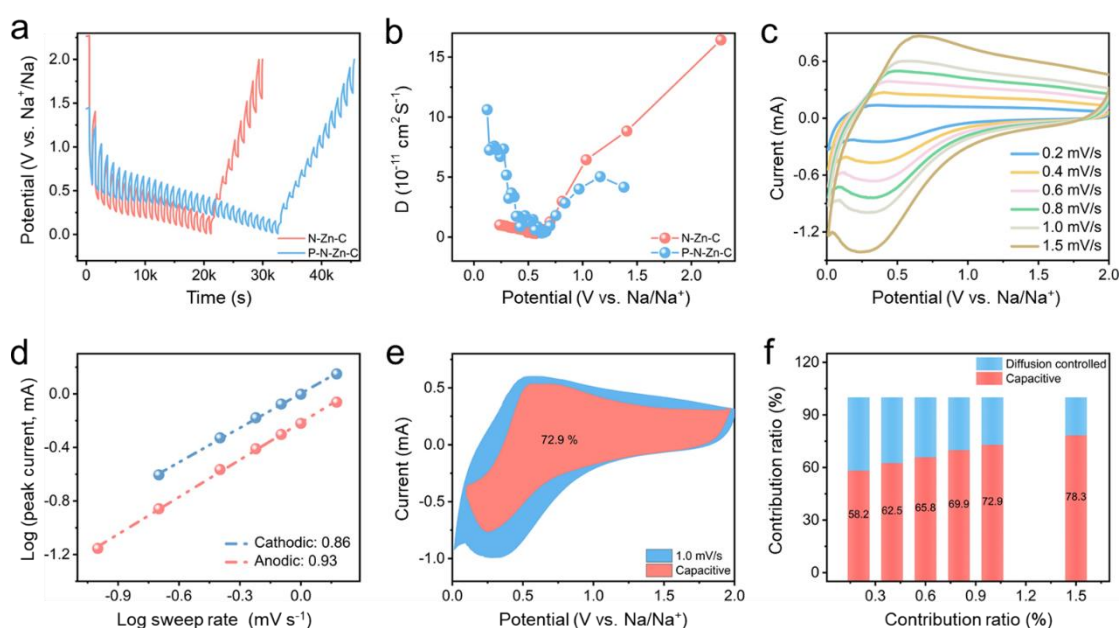 a
2.0
1.5
1.0
0.5
0.0
Potential (V vs. Na⁺/Na)
0 10k 20k 30k 40k
Time (s)
N-Zn-C
P-N-Zn-C
b
15
10
5
0
D (10⁻¹¹ cm² S⁻¹)
0.0 0.5 1.0 1.5 2.0
Potential (V vs. Na/Na⁺)
N-Zn-C
P-N-Zn-C
c
0.6
0.0
-0.6
-1.2
Current (mA)
0.0 0.5 1.0 1.5 2.0
Potential (V vs. Na/Na⁺)
0.2 mV/s
0.4 mV/s
0.6 mV/s
0.8 mV/s
1.0 mV/s
1.5 mV/s
d
0.0
-0.4
-0.8
-1.2
Log (peak current, mA)
-0.9 -0.6 -0.3 0.0
Log sweep rate (mV s⁻¹)
Cathodic: 0.86
Anodic: 0.93
e
0.5
0.0
-0.5
-1.0
Current (mA)
72.9 %
0.0 0.5 1.0 1.5 2.0
Potential (V vs. Na/Na⁺)
1.0 mV/s
Capacitive
f
120
90
60
30
0
Contribution ratio (%)
Diffusion controlled
Capacitive
58.2 62.5 65.8 69.9 72.9 78.3
0.3 0.6 0.9 1.2 1.5
Contribution ratio (%)